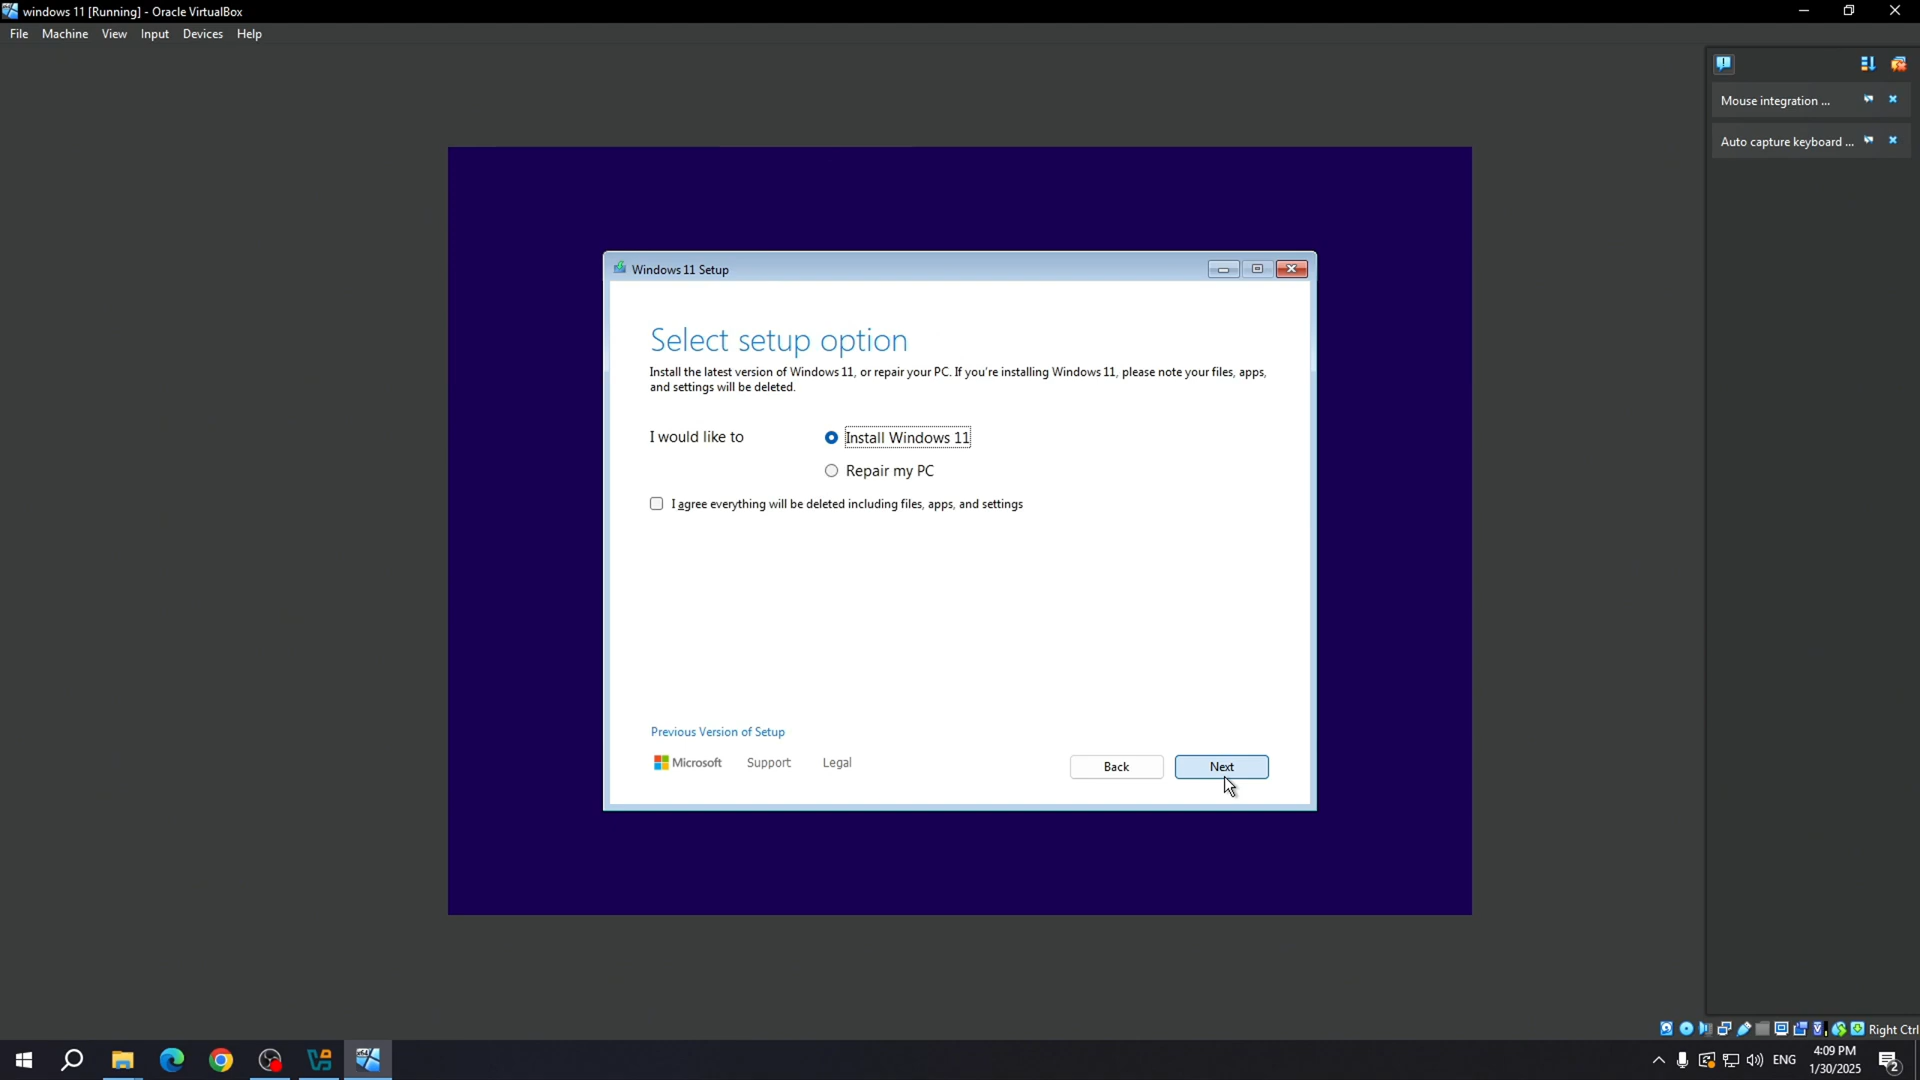 windows 11 [Running] - Oracle VirtualBox
File Machine View Input Devices Help
Mouse integration ...
Auto capture keyboard ...
Windows 11 Setup
Select setup option
Install the latest version of Windows 11, or repair your PC. If you're installing Windows 11, please note your files, apps,
and settings will be deleted.
I would like to
Install Windows 11
Repair my PC
I agree everything will be deleted including files, apps, and settings
Previous Version of Setup
Microsoft Support Legal
Back Next
Right Ctrl
ENG
4:09 PM
1/30/2025
2